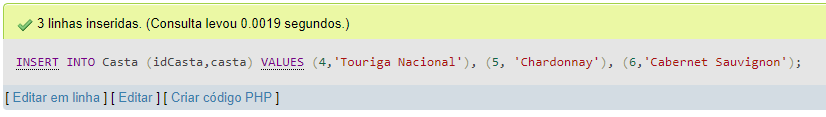 3 linhas inseridas. (Consulta levou 0.0019 segundos.)
INSERT INTO Casta (idCasta,casta) VALUES (4,'Touriga Nacional'), (5, 'Chardonnay'), (6,'Cabernet Sauvignon');
[ Editar em linha ] [ Editar ] [ Criar código PHP ]